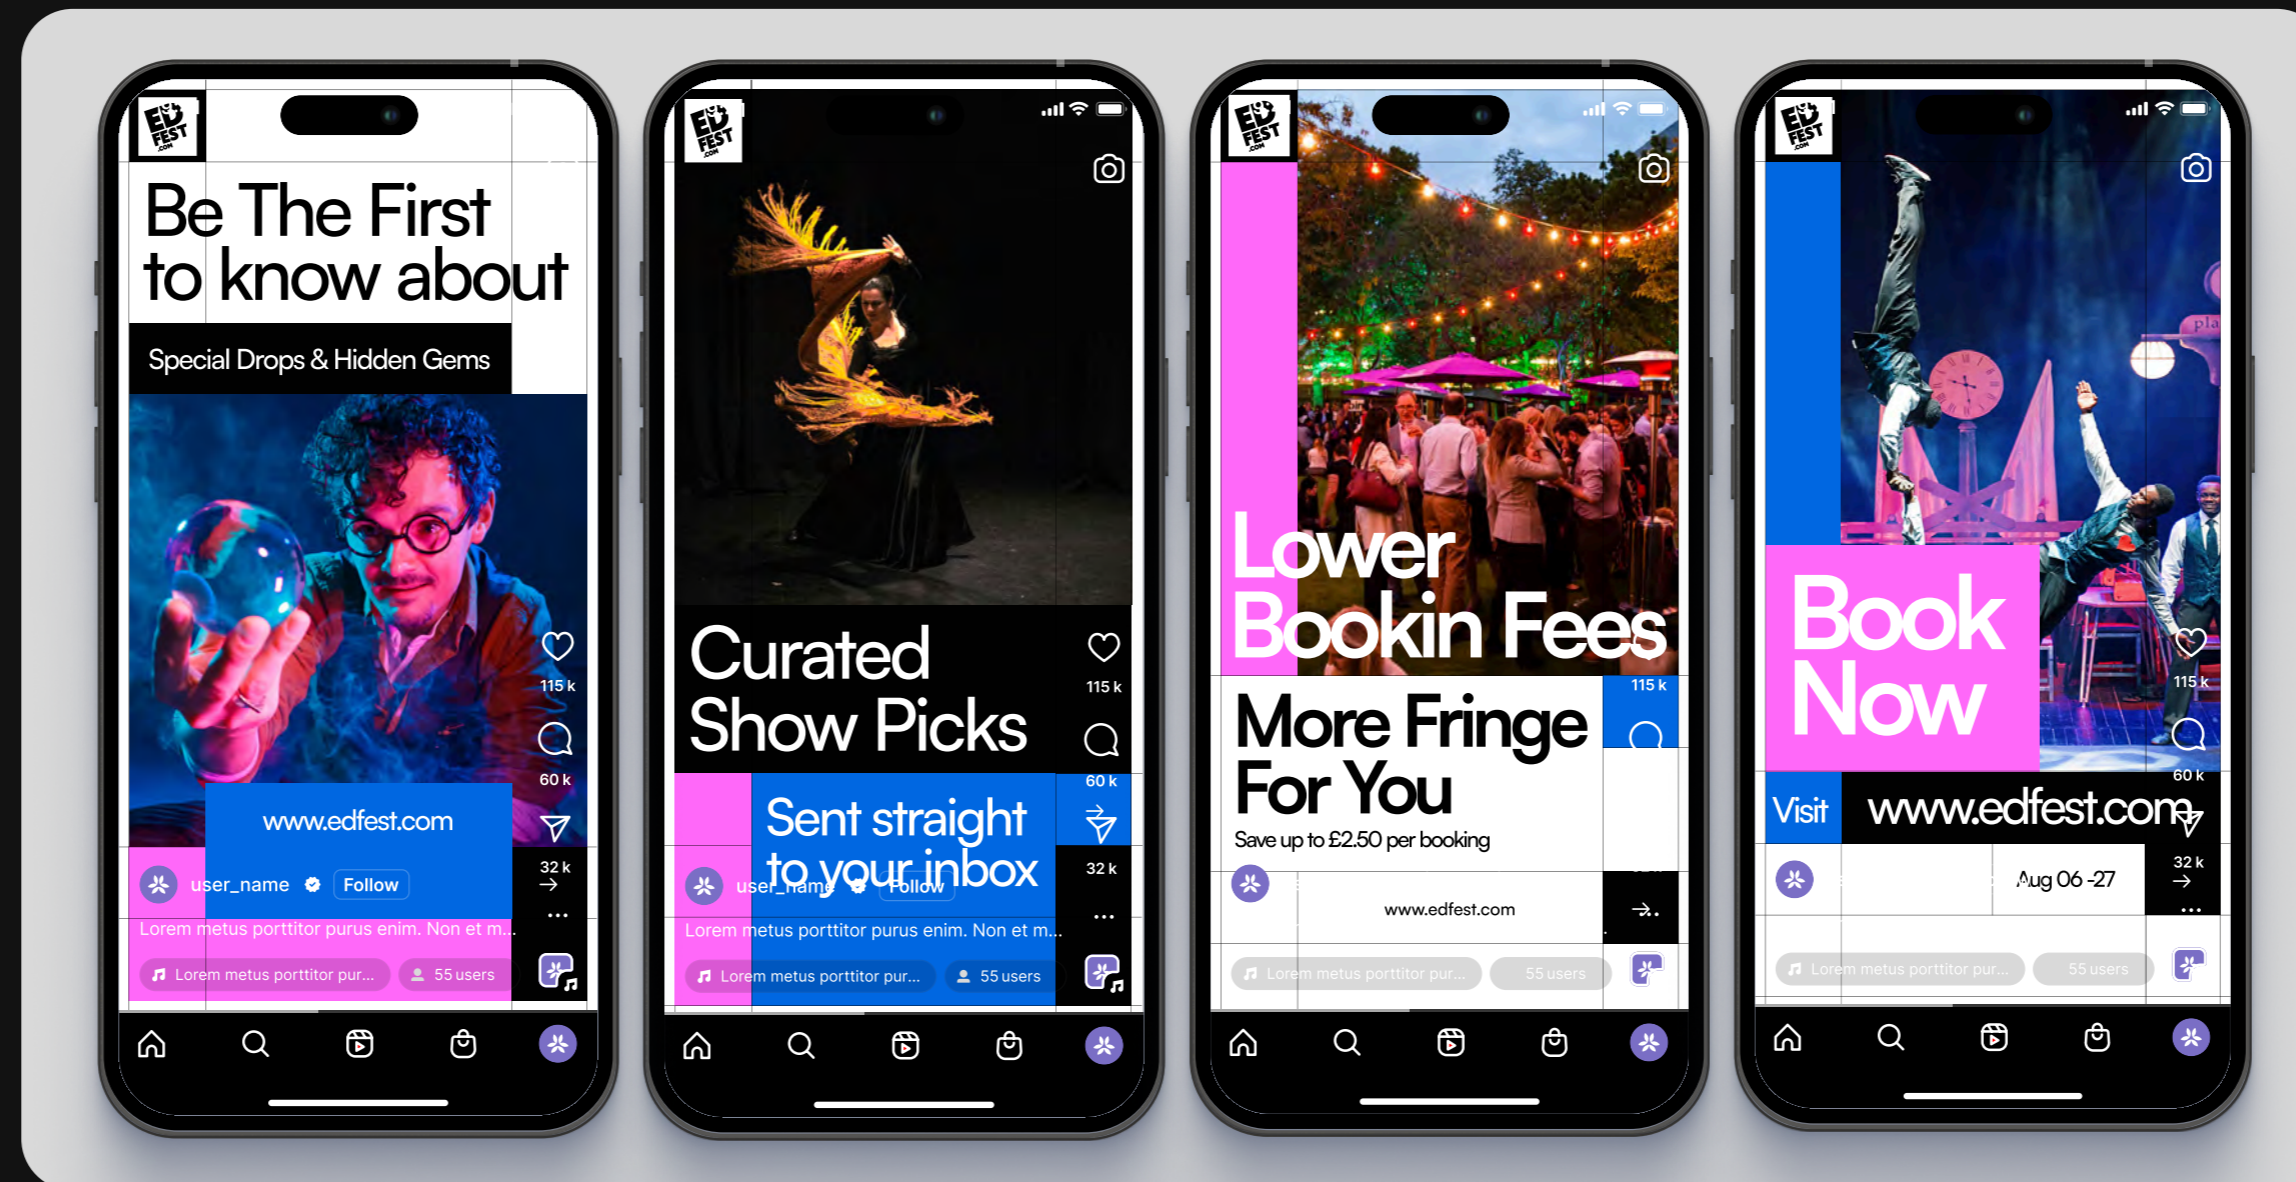 ED
FEST
.COM
Be The First
to know about
Special Drops & Hidden Gems
115 k
60 k
www.edfest.com
32 k
user_name
Follow
Lorem metus porttitor purus enim. Non et m...
Lorem metus porttitor pur...
55 users
ED
FEST
.COM
Curated
Show Picks
115 k
60 k
Sent straight
to your inbox
32 k
user_name
Follow
Lorem metus porttitor purus enim. Non et m...
Lorem metus porttitor pur...
55 users
ED
FEST
.COM
Lower
Bookin Fees
115 k
More Fringe
For You
Save up to £2.50 per booking
www.edfest.com
Lorem metus porttitor pur...
55 users
ED
FEST
.COM
pla
Book
Now
115 k
60 k
Visit
www.edfest.com
32 k
Aug 06 -27
Lorem metus porttitor pur...
55 users